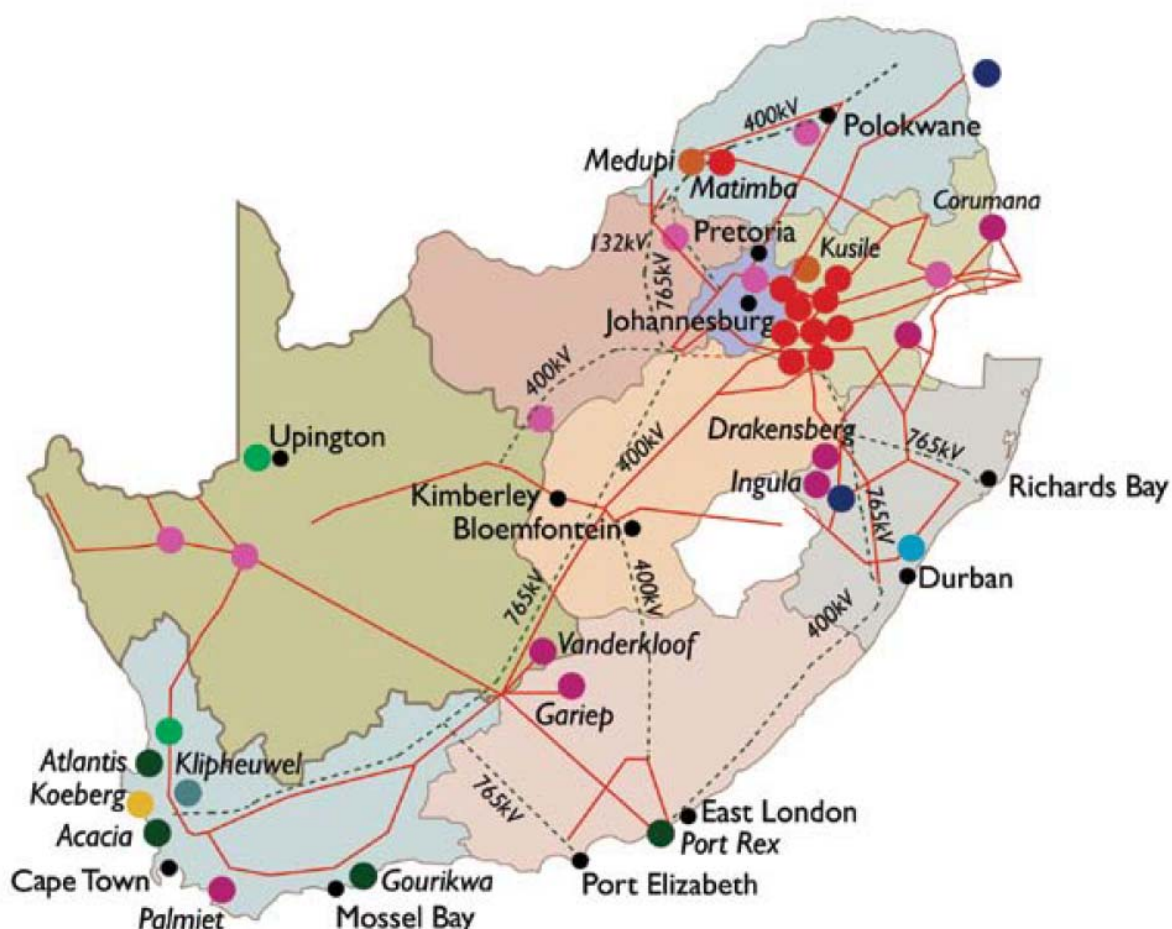 400kV
Polokwane
Medupi
Matimba
Corumana
132kV
Pretoria
Kusile
765kV
Johannesburg
400kV
Upington
400kV
Drakensberg
765kV
Kimberley
Ingula
Richards Bay
Bloemfontein
765kV
Durban
765kV
400kV
400kV
Vanderkloof
Gariep
Atlantis
Klipheuwel
Koeberg
765kV
East London
Acacia
Port Rex
Cape Town
Gourikwa
Port Elizabeth
Palmiet
Mossel Bay